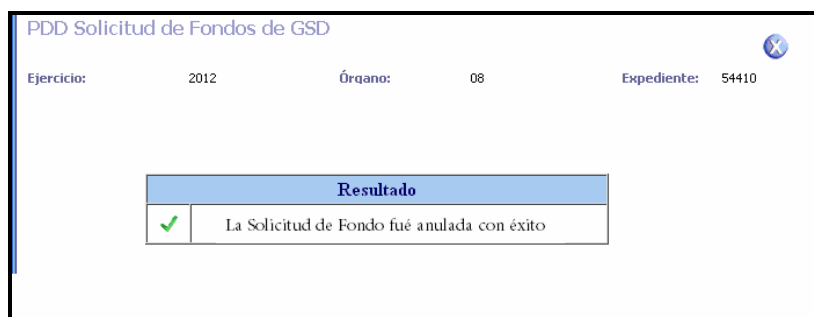 PDD Solicitud de Fondos de GSD
Ejercicio: 2012 Órgano: 08 Expediente: 54410
Resultado
La Solicitud de Fondo fué anulada con éxito